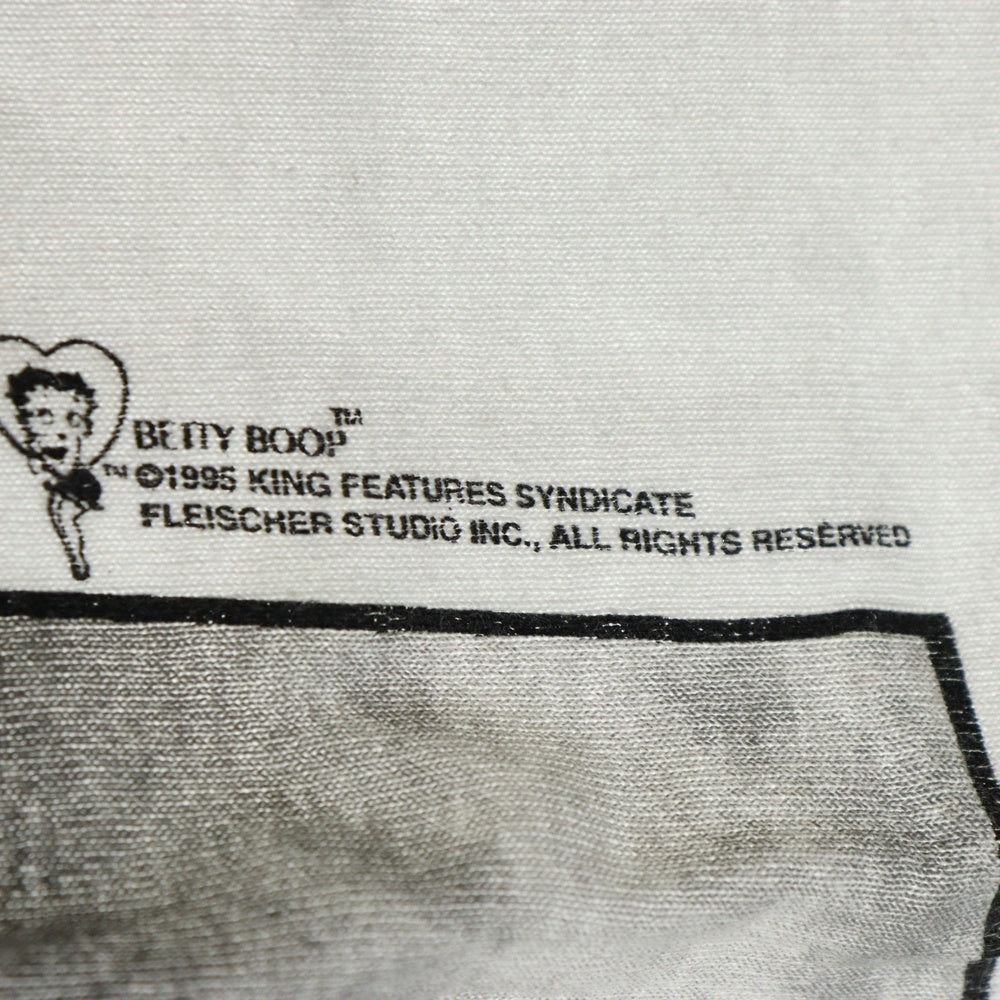 BETTY BOOP™
™ ©1995 KING FEATURES SYNDICATE
FLEISCHER STUDIO INC., ALL RIGHTS RESERVED